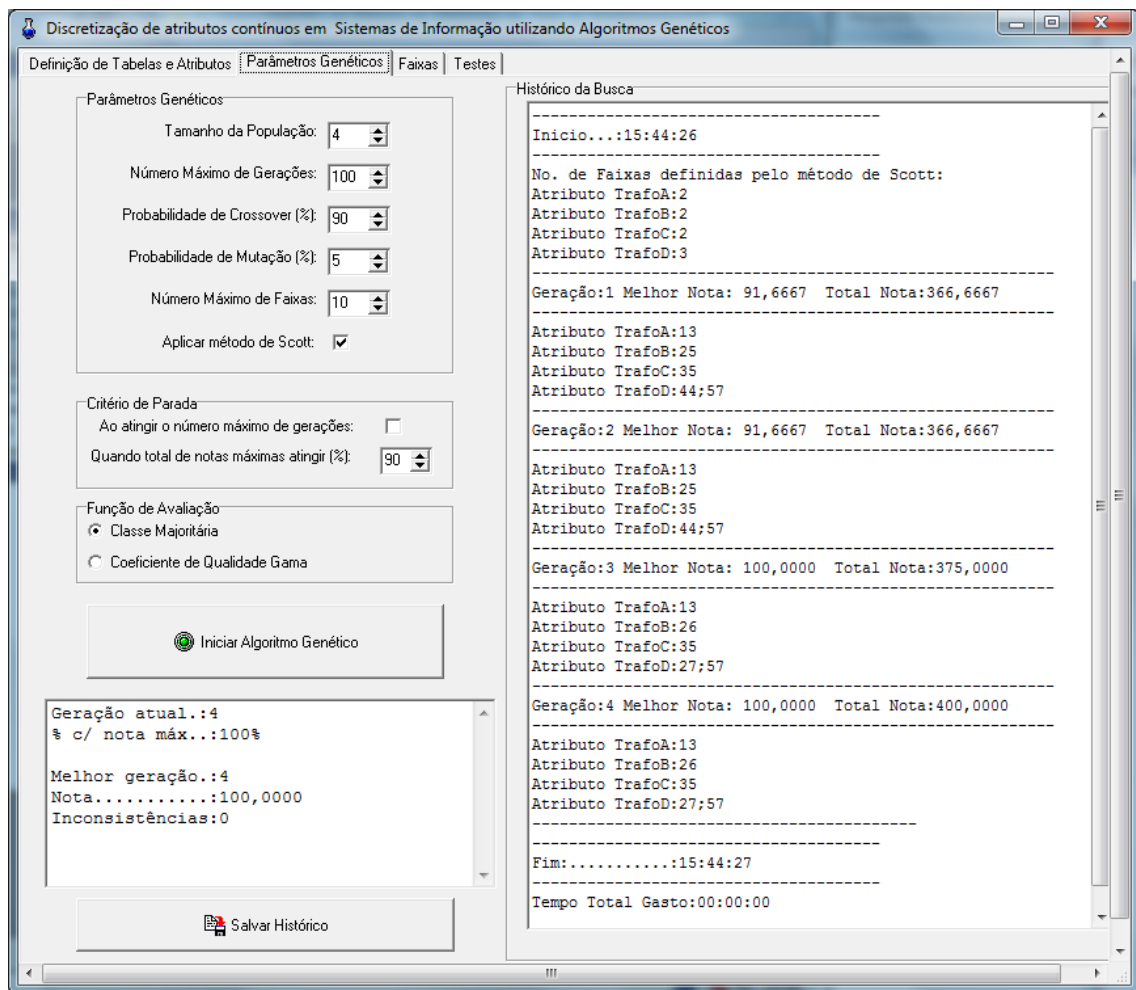 Discretização de atributos contínuos em  Sistemas de Informação utilizando Algoritmos Genéticos
Definição de Tabelas e Atributos
Parâmetros Genéticos
Faixas
Testes
Parâmetros Genéticos
Tamanho da População: 4
Número Máximo de Gerações: 100
Probabilidade de Crossover (%): 90
Probabilidade de Mutação (%): 5
Número Máximo de Faixas: 10
Aplicar método de Scott:
Critério de Parada
Ao atingir o número máximo de gerações:
Quando total de notas máximas atingir (%): 90
Função de Avaliação
Classe Majoritária
Coeficiente de Qualidade Gama
Iniciar Algoritmo Genético
Geração atual.:4
% c/ nota máx..:100%
Melhor geração.:4
Nota...........:100,0000
Inconsistências:0
Salvar Histórico
Histórico da Busca
----------------------------------------
Inicio...:15:44:26
----------------------------------------
No. de Faixas definidas pelo método de Scott:
Atributo TrafoA:2
Atributo TrafoB:2
Atributo TrafoC:2
Atributo TrafoD:3
------------------------------------------------------------
Geração:1 Melhor Nota: 91,6667  Total Nota:366,6667
------------------------------------------------------------
Atributo TrafoA:13
Atributo TrafoB:25
Atributo TrafoC:35
Atributo TrafoD:44;57
------------------------------------------------------------
Geração:2 Melhor Nota: 91,6667  Total Nota:366,6667
------------------------------------------------------------
Atributo TrafoA:13
Atributo TrafoB:25
Atributo TrafoC:35
Atributo TrafoD:44;57
------------------------------------------------------------
Geração:3 Melhor Nota: 100,0000  Total Nota:375,0000
------------------------------------------------------------
Atributo TrafoA:13
Atributo TrafoB:26
Atributo TrafoC:35
Atributo TrafoD:27;57
------------------------------------------------------------
Geração:4 Melhor Nota: 100,0000  Total Nota:400,0000
------------------------------------------------------------
Atributo TrafoA:13
Atributo TrafoB:26
Atributo TrafoC:35
Atributo TrafoD:27;57
--------------------------------------------
----------------------------------------
Fim:...........:15:44:27
----------------------------------------
Tempo Total Gasto:00:00:00